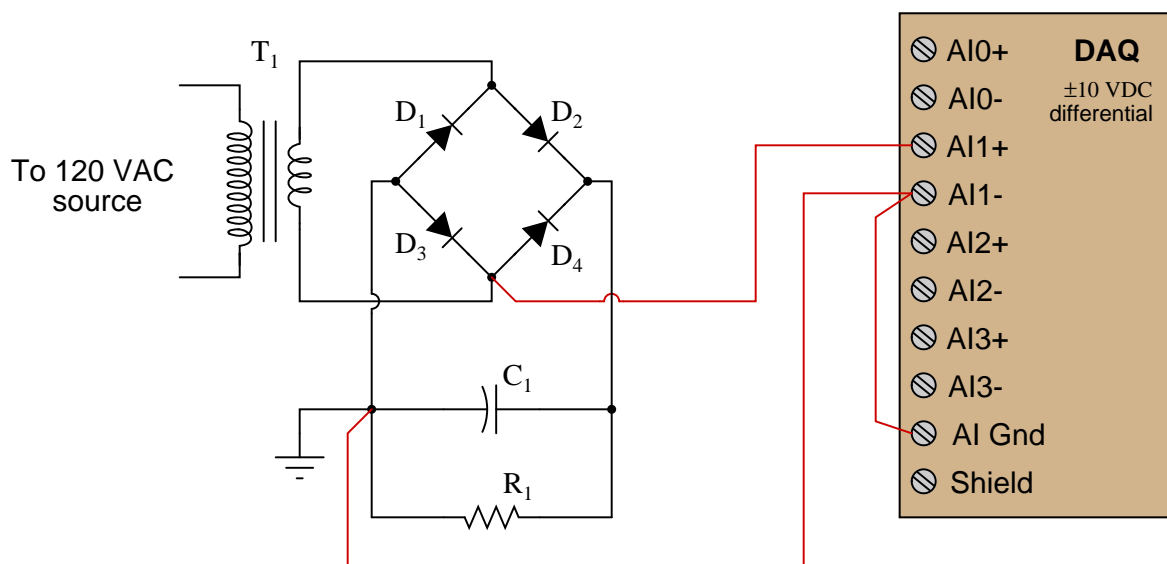 To 120 VAC
source
T1
D1
D2
D3
D4
C1
R1
DAQ
±10 VDC
differential
AI0+
AI0-
AI1+
AI1-
AI2+
AI2-
AI3+
AI3-
AI Gnd
Shield